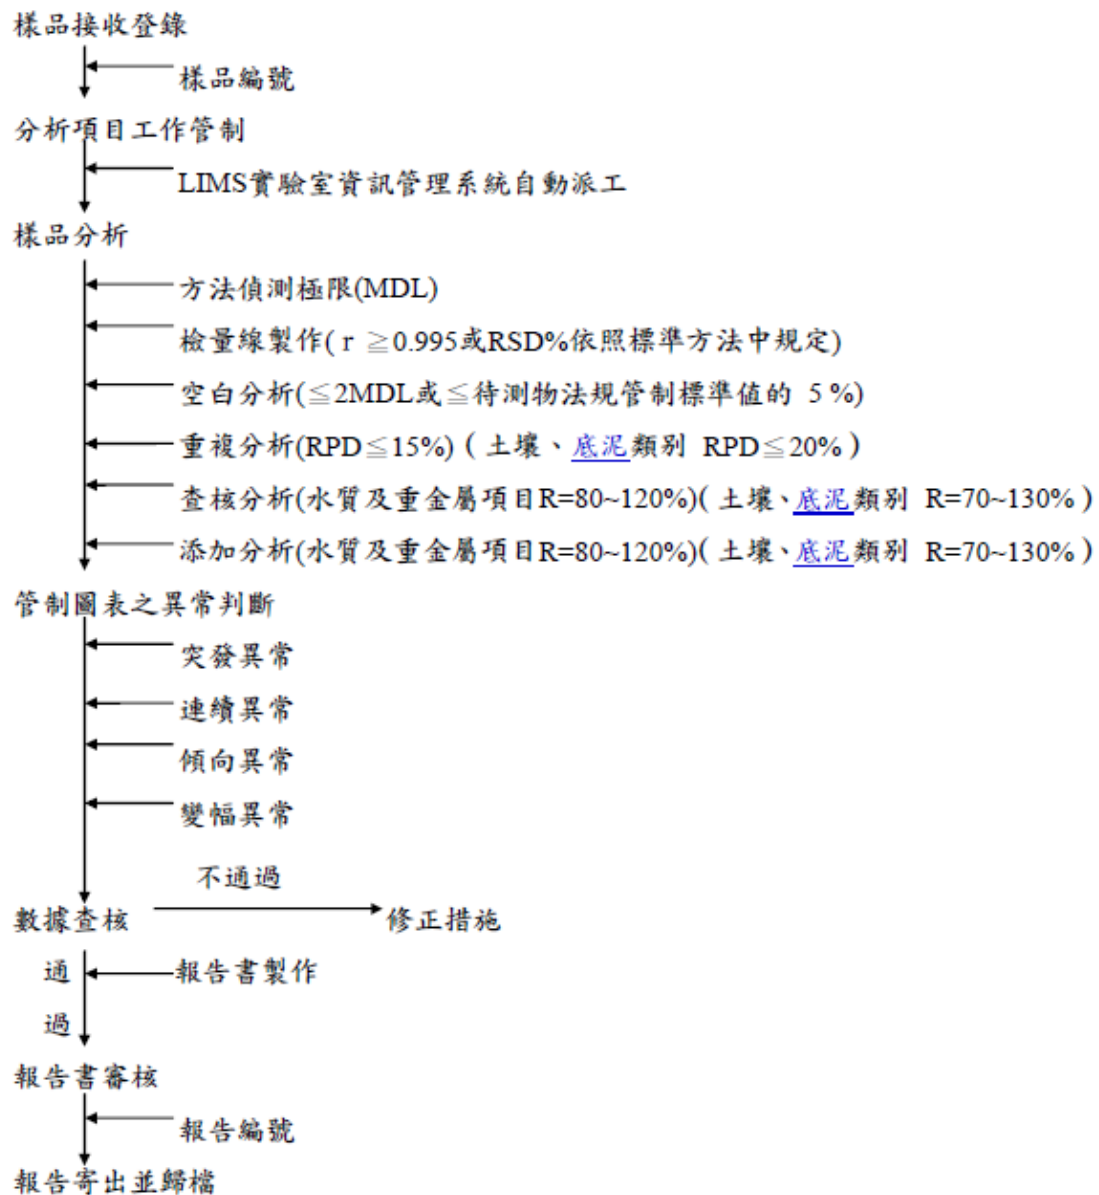 樣品接收登錄
樣品編號
分析項目工作管制
LIMS實驗室資訊管理系統自動派工
樣品分析
方法偵測極限(MDL)
檢量線製作( r ≧0.995或RSD%依照標準方法中規定)
空白分析(≦2MDL或≦待測物法規管制標準值的 5 %)
重複分析(RPD≦15%) ( 土壤、底泥類別 RPD≦20% )
查核分析(水質及重金屬項目R=80~120%)( 土壤、底泥類別 R=70~130% )
添加分析(水質及重金屬項目R=80~120%)( 土壤、底泥類別 R=70~130% )
管制圖表之異常判斷
突發異常
連續異常
傾向異常
變幅異常
不通過
數據查核
修正措施
通
報告書製作
過
報告書審核
報告編號
報告寄出並歸檔